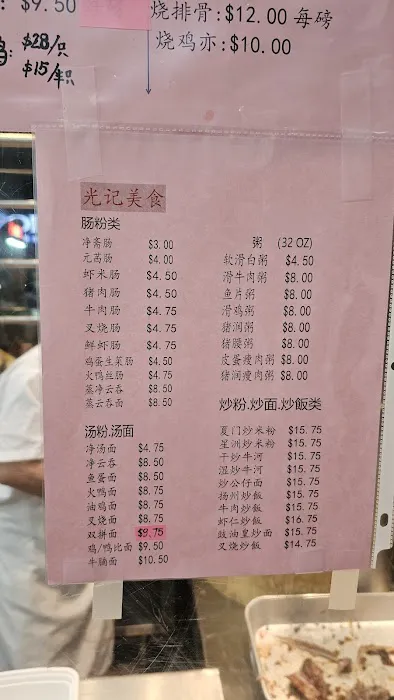 : $9.50
烧排骨:$12.00 每磅
鸡: $28/只
烧鸡亦:$10.00
$15/半只
光记美食
肠粉类
净斋肠 $3.00
元茜肠 $4.00
虾米肠 $4.50
猪肉肠 $4.50
牛肉肠 $4.75
叉烧肠 $4.75
鲜虾肠 $4.75
鸡蛋生菜肠 $4.50
火鸭丝肠 $4.75
蒸净云吞 $8.50
蒸云吞面 $8.50
汤粉.汤面
净汤面 $4.75
净云吞 $8.50
鱼蛋面 $8.50
火鸭面 $8.75
油鸡面 $8.75
叉烧面 $8.75
双拼面 $9.75
鸡/鸭比面 $9.50
牛腩面 $10.50
粥 (32 OZ)
软滑白粥 $4.50
滑牛肉粥 $8.00
鱼片粥 $8.00
滑鸡粥 $8.00
猪润粥 $8.00
猪腰粥 $8.00
皮蛋瘦肉粥 $8.00
猪润瘦肉粥 $8.00
炒粉.炒面.炒飯类
夏门炒米粉 $15.75
星洲炒米粉 $15.75
干炒牛河 $15.75
湿炒牛河 $15.75
炒公仔面 $15.75
扬州炒飯 $15.75
牛肉炒飯 $15.75
虾仁炒飯 $16.75
豉油皇炒面 $15.75
叉烧炒飯 $14.75